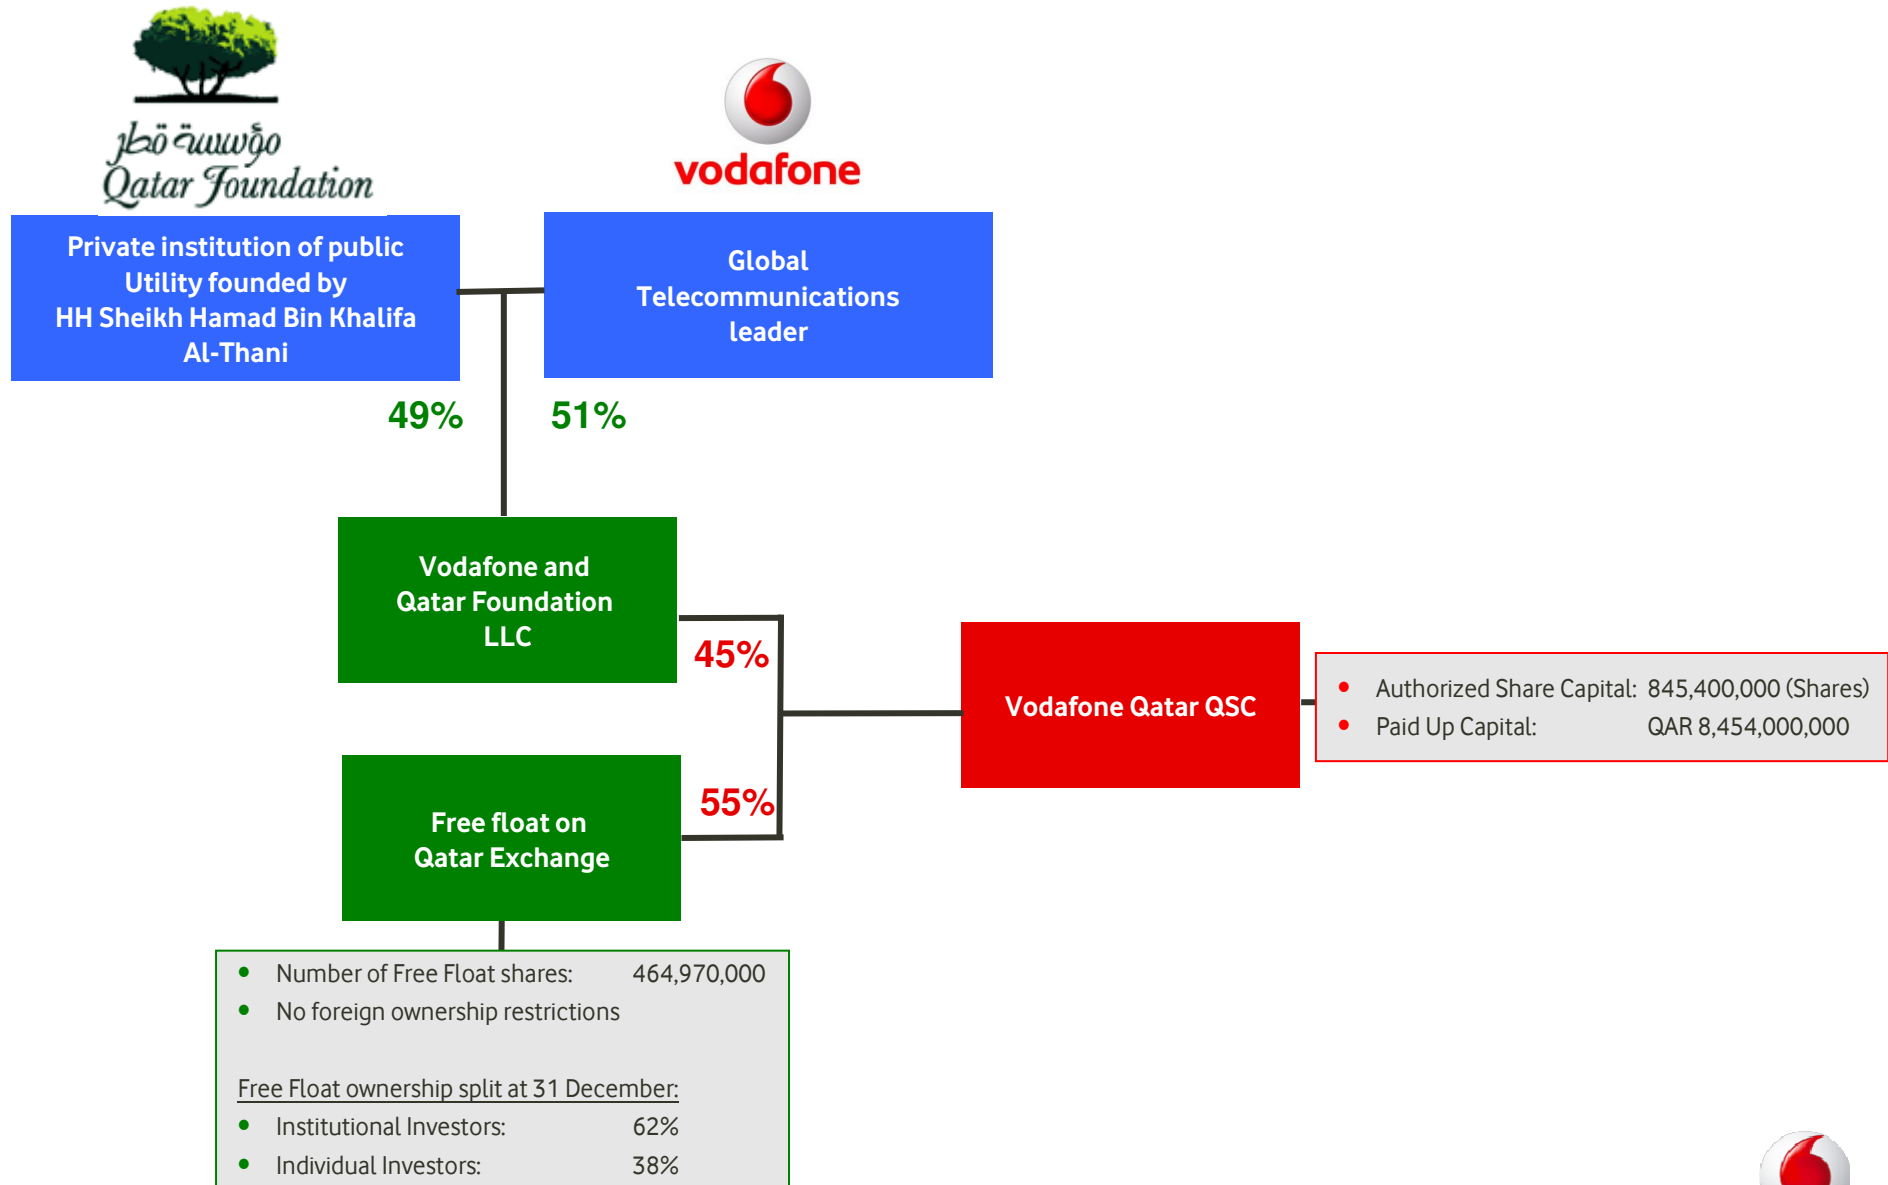 مؤسسة قطر
Qatar Foundation
vodafone
Private institution of public
Utility founded by
HH Sheikh Hamad Bin Khalifa
Al-Thani
Global
Telecommunications
leader
49%
51%
Vodafone and
Qatar Foundation
LLC
45%
Vodafone Qatar QSC
• Authorized Share Capital: 845,400,000 (Shares)
• Paid Up Capital: QAR 8,454,000,000
55%
Free float on
Qatar Exchange
• Number of Free Float shares: 464,970,000
• No foreign ownership restrictions
Free Float ownership split at 31 December:
• Institutional Investors: 62%
• Individual Investors: 38%